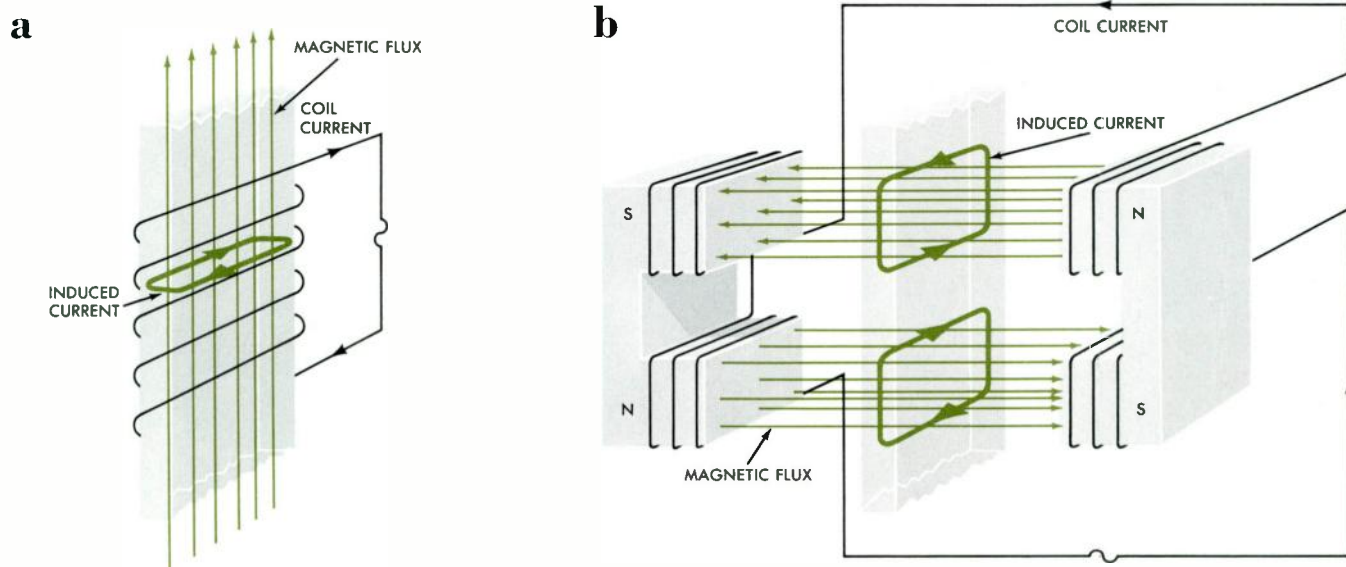 a
MAGNETIC FLUX
COIL
CURRENT
INDUCED
CURRENT
b
COIL CURRENT
INDUCED CURRENT
S
N
N
S
MAGNETIC FLUX